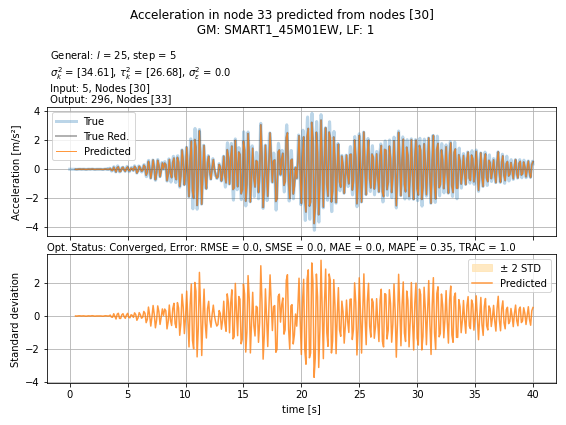 Acceleration in node 33 predicted from nodes [30]
GM: SMART1_45M01EW, LF: 1
General: l = 25, step = 5
σ²ₖ = [34.61], τ²ₖ = [26.68], σ²ₑ = 0.0
Input: 5, Nodes [30]
Output: 296, Nodes [33]
Acceleration [m/s²]
4
2
0
−2
−4
True
True Red.
Predicted
Opt. Status: Converged, Error: RMSE = 0.0, SMSE = 0.0, MAE = 0.0, MAPE = 0.35, TRAC = 1.0
Standard deviation
2
0
−2
−4
± 2 STD
Predicted
0 5 10 15 20 25 30 35 40
time [s]